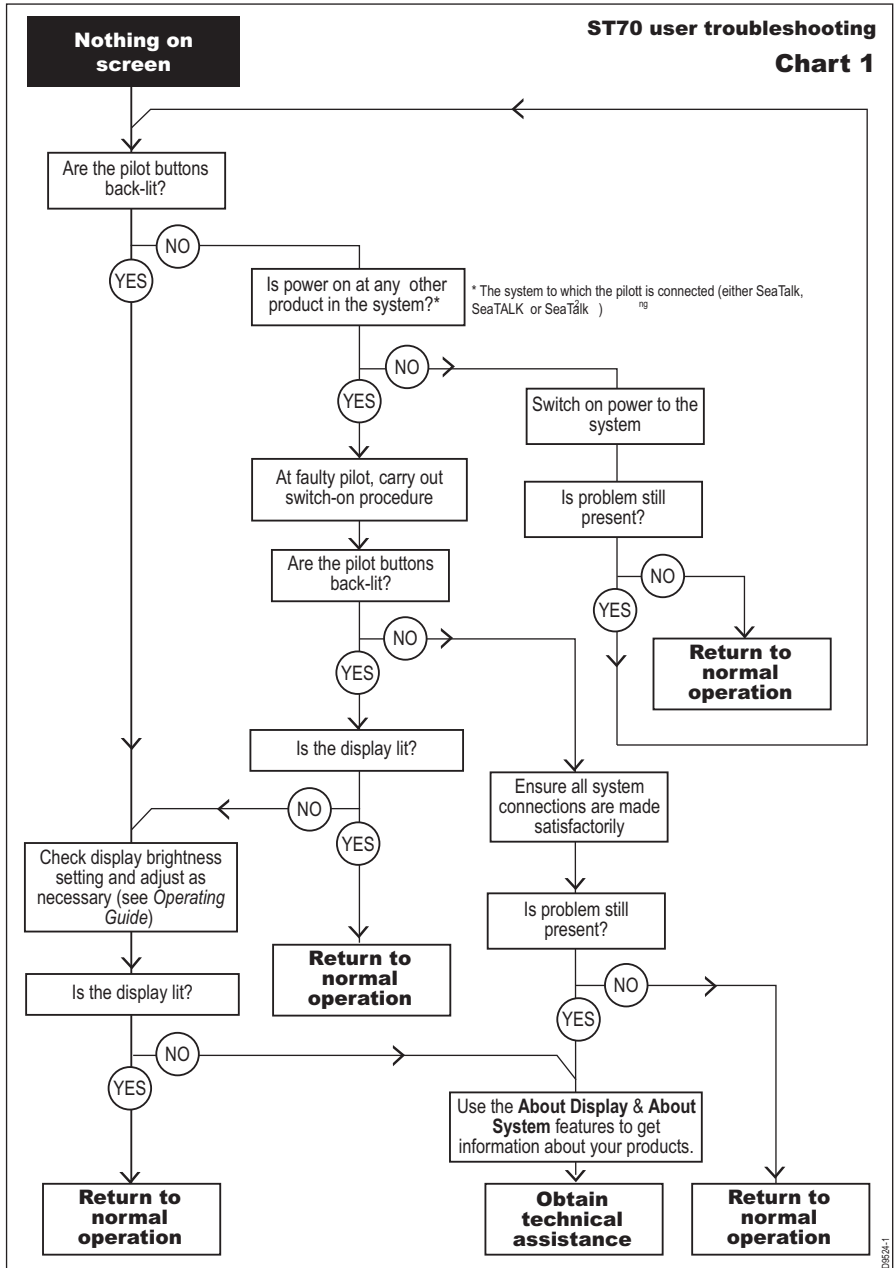 Nothing on
screen
ST70 user troubleshooting
Chart 1
Are the pilot buttons
back-lit?
NO
YES
Is power on at any other
product in the system?*
* The system to which the pilott is connected (either SeaTalk,
SeaTALK or SeaTalk2 ) ng
NO
YES
Switch on power to the
system
At faulty pilot, carry out
switch-on procedure
Is problem still
present?
Are the pilot buttons
back-lit?
NO
YES
Return to
normal
operation
NO
YES
Is the display lit?
Ensure all system
connections are made
satisfactorily
NO
YES
Check display brightness
setting and adjust as
necessary (see Operating
Guide)
Is problem still
present?
Return to
normal
operation
Is the display lit?
NO
YES
NO
YES
Use the About Display & About
System features to get
information about your products.
Return to
normal
operation
Obtain
technical
assistance
Return to
normal
operation
D9524-1